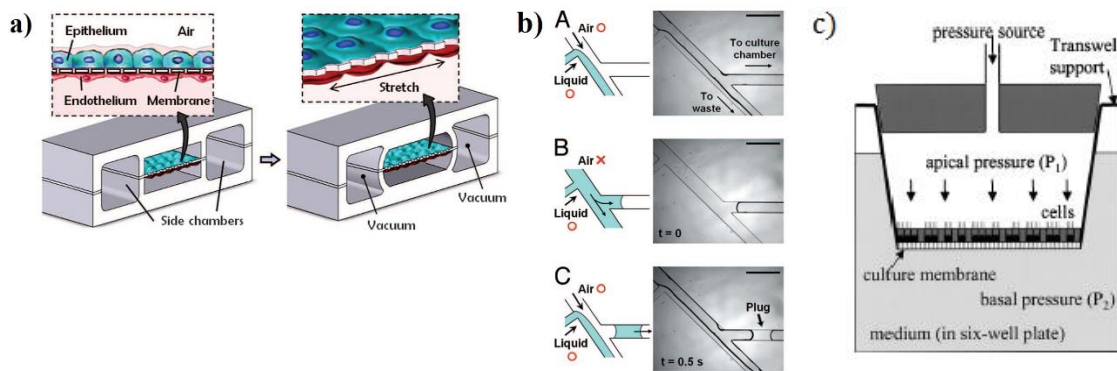 a)
Epithelium
Air
Endothelium
Membrane
Stretch
Side chambers
Vacuum
Vacuum
b)
A
Air
Liquid
To culture
chamber
To
waste
B
Air
Liquid
t = 0
C
Air
Liquid
Plug
t = 0.5 s
c)
pressure source
Transwell
support
apical pressure (P₁)
cells
culture membrane
basal pressure (P₂)
medium (in six-well plate)